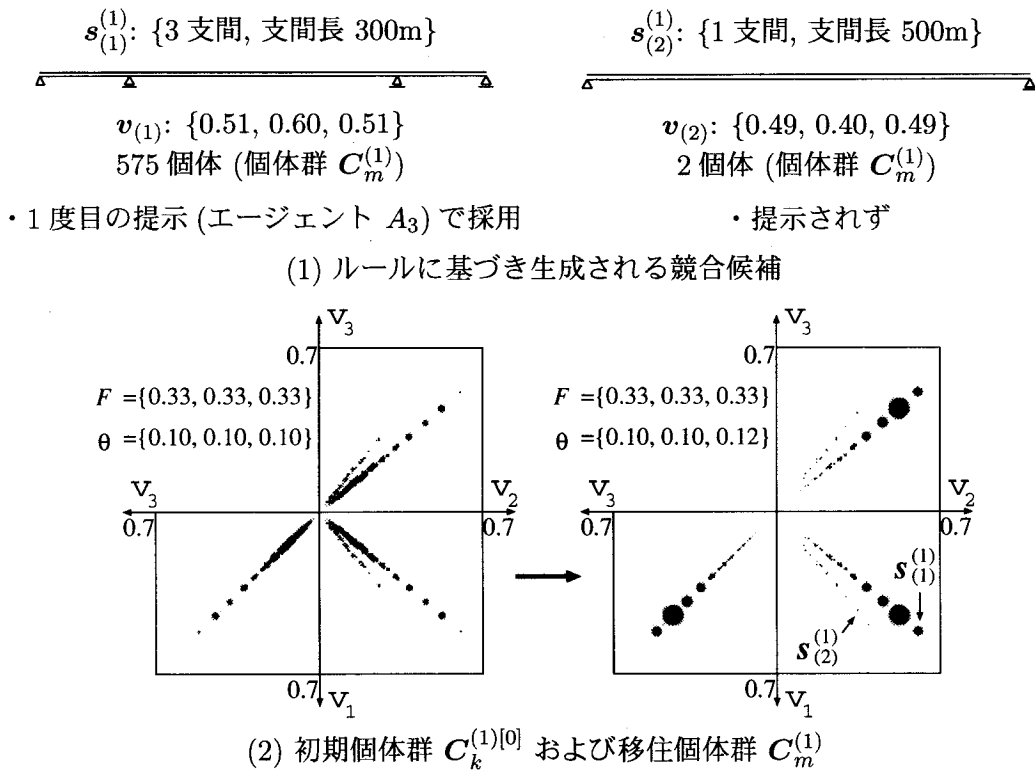 s_{(1)}^{(1)}: {3 支間, 支間長 300m}
v_{(1)}: {0.51, 0.60, 0.51}
575 個体 (個体群 C_m^{(1)})
・1 度目の提示 (エージェント A_3) で採用
s_{(2)}^{(1)}: {1 支間, 支間長 500m}
v_{(2)}: {0.49, 0.40, 0.49}
2 個体 (個体群 C_m^{(1)})
・提示されず
(1) ルールに基づき生成される競合候補
V_3
0.7
F ={0.33, 0.33, 0.33}
θ ={0.10, 0.10, 0.10}
V_3
V_2
0.7
0.7
0.7
V_1
V_3
0.7
F ={0.33, 0.33, 0.33}
θ ={0.10, 0.10, 0.12}
V_3
V_2
0.7
0.7
s_{(1)}^{(1)}
s_{(2)}^{(1)}
0.7
V_1
(2) 初期個体群 C_k^{(1)[0]} および移住個体群 C_m^{(1)}